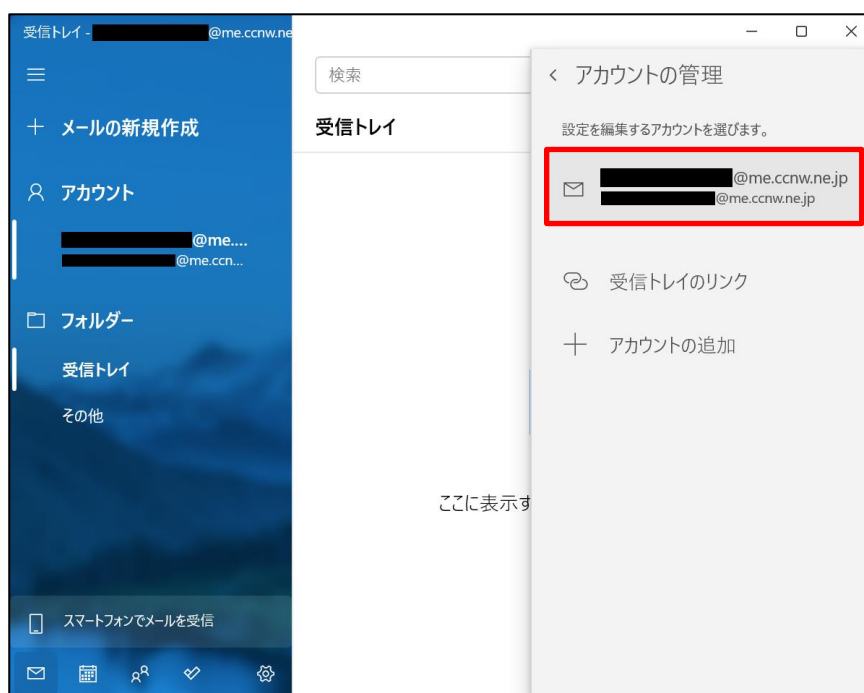 受信トレイ - @me.ccnw.ne
メールの新規作成
アカウント
@me....
@me.ccn...
フォルダー
受信トレイ
その他
スマートフォンでメールを受信
検索
受信トレイ
ここに表示す
アカウントの管理
設定を編集するアカウントを選びます。
@me.ccnw.ne.jp
@me.ccnw.ne.jp
受信トレイのリンク
アカウントの追加